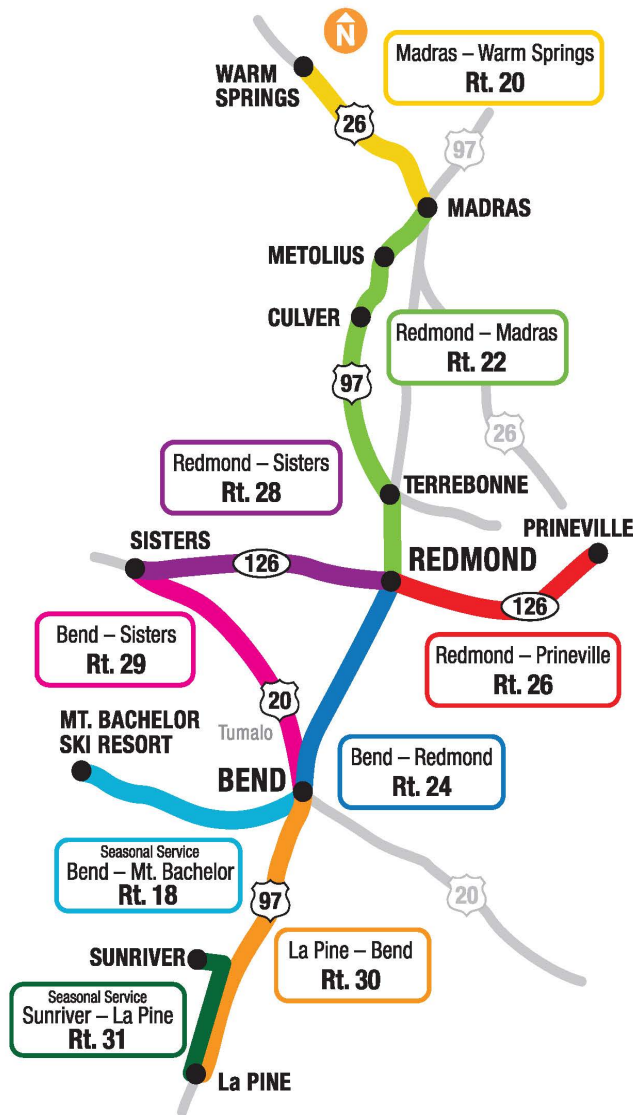 N
Madras – Warm Springs
Rt. 20
WARM
SPRINGS
26
97
MADRAS
METOLIUS
CULVER
Redmond – Madras
Rt. 22
97
26
Redmond – Sisters
Rt. 28
TERREBONNE
PRINEVILLE
SISTERS
126
REDMOND
126
Bend – Sisters
Rt. 29
Redmond – Prineville
Rt. 26
20
MT. BACHELOR
SKI RESORT
Tumalo
Bend – Redmond
Rt. 24
BEND
Seasonal Service
Bend – Mt. Bachelor
Rt. 18
97
20
SUNRIVER
La Pine – Bend
Rt. 30
Seasonal Service
Sunriver – La Pine
Rt. 31
La PINE